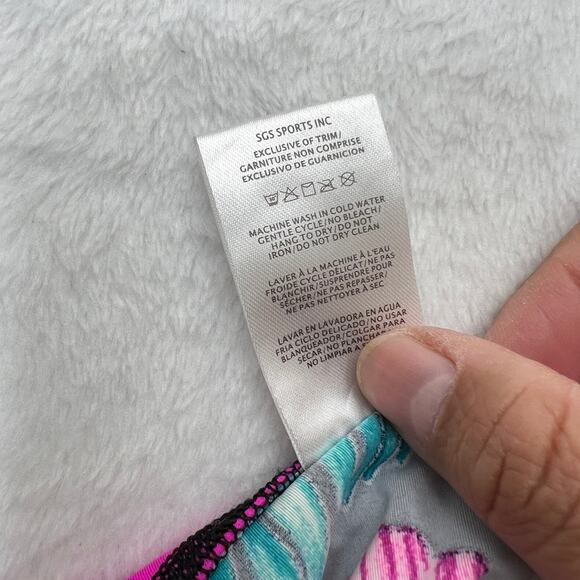 SGS SPORTS INC
EXCLUSIVE OF TRIM/
GARNITURE NON COMPRISE
EXCLUSIVO DE GUARNICION
MACHINE WASH IN COLD WATER
GENTLE CYCLE/NO BLEACH/
HANG TO DRY/DO NOT
IRON/DO NOT DRY CLEAN
LAVER À LA MACHINE À L'EAU
FROIDE CYCLE DÉLICAT/NE PAS
BLANCHIR/SUSPENDRE POUR
SÉCHER/NE PAS REPASSER/
NE PAS NETTOYER À SEC
LAVAR EN LAVADORA EN AGUA
FRIA CICLO DELICADO/NO USAR
BLANQUEADOR/COLGAR PARA
SECAR/NO PLANCHAR/
NO LIMPIAR A